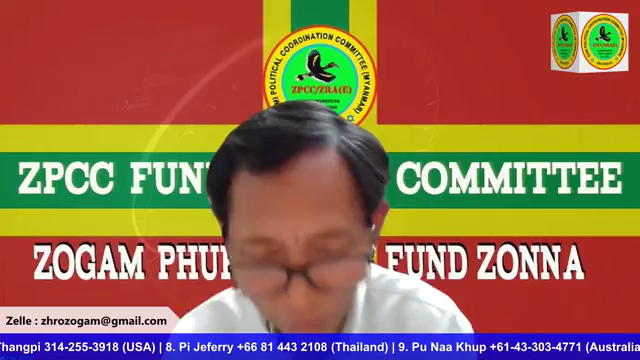 POLITICAL COORDINATION COMMITTEE (MYANMAR)
ZPCC/ZRA(E)
ZPCC FUND COMMITTEE
ZOGAM PHU FUND ZONNA
Zelle : zhrozogam@gmail.com
Thangpi 314-255-3918 (USA) | 8. Pi Jeferry +66 81 443 2108 (Thailand) | 9. Pu Naa Khup +61-43-303-4771 (Australia